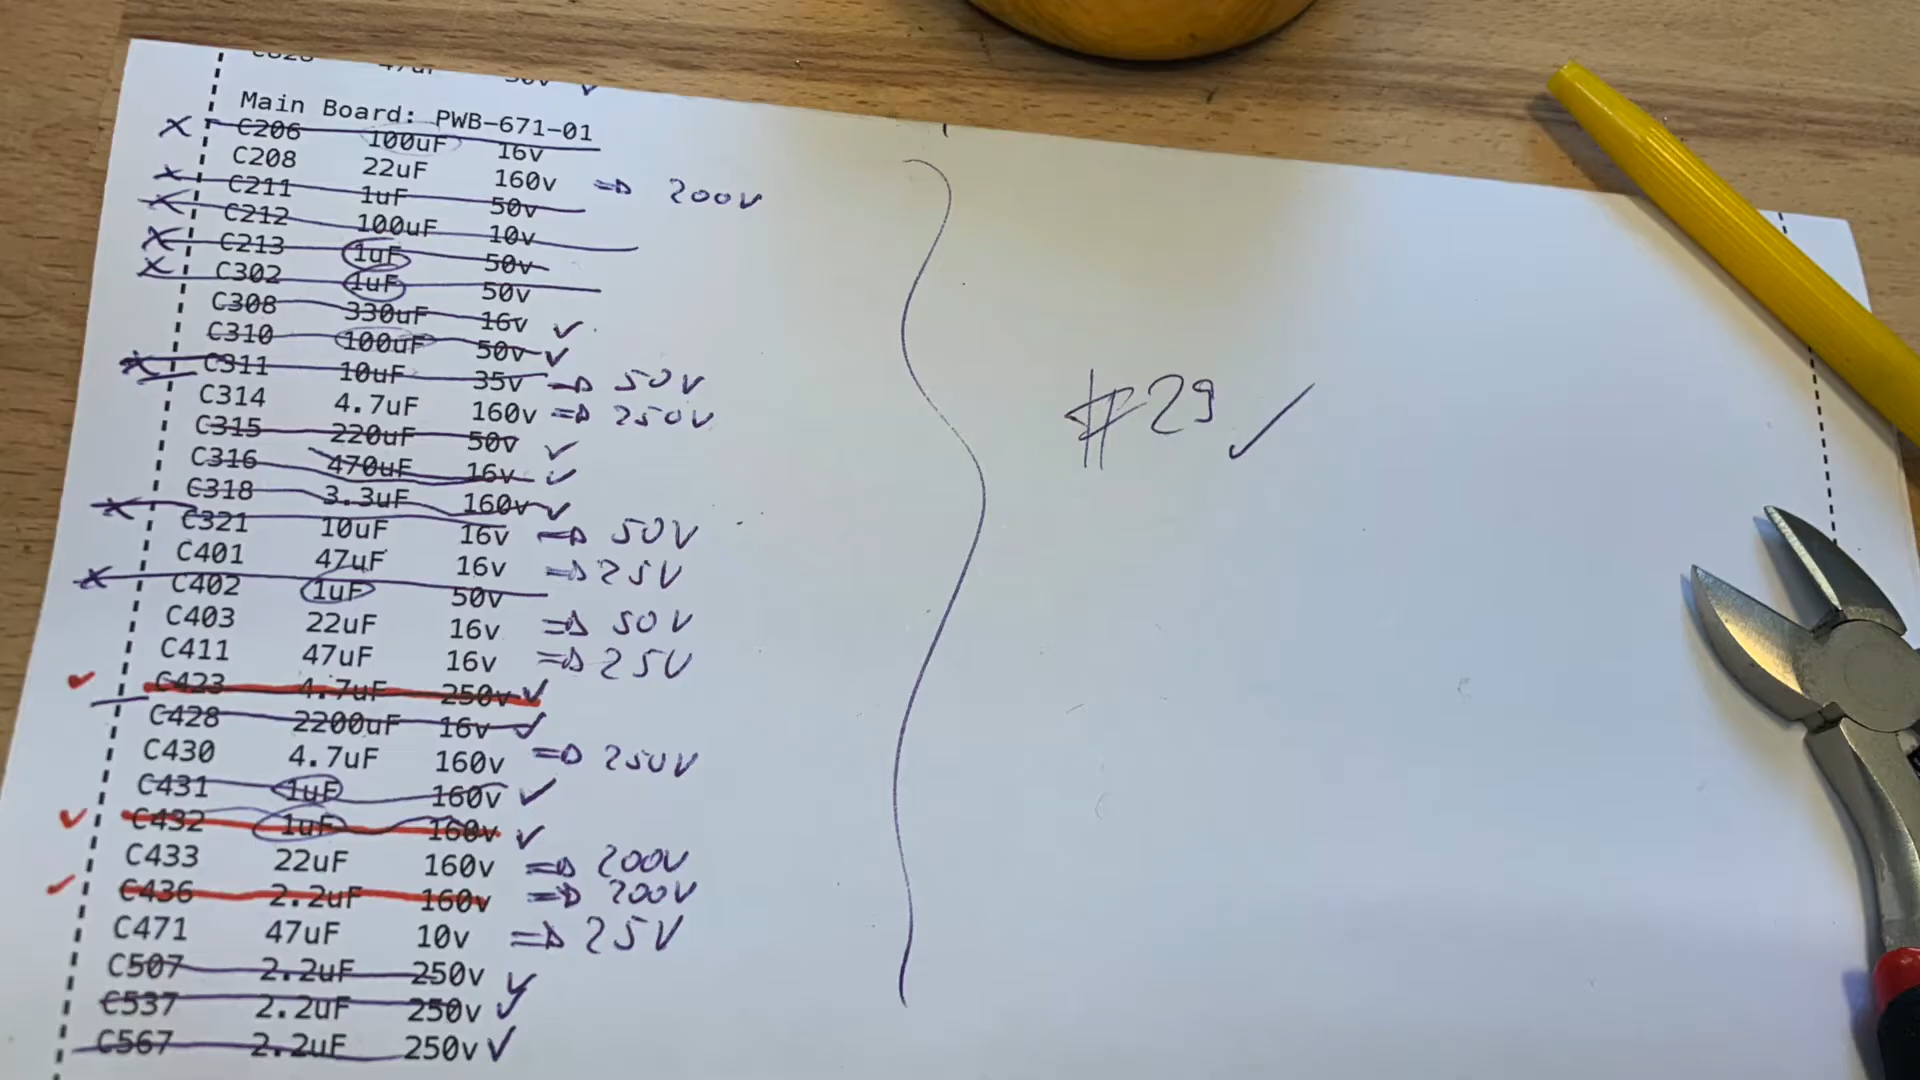 C628 47uF 50v ✓
Main Board: PWB-671-01
X C206 100uF 16v
C208 22uF 160v => 200V
X C211 1uF 50v
X C212 100uF 10v
X C213 1uF 50v
X C302 1uF 50v
C308 330uF 16v ✓
C310 100uF 50v ✓
X C311 10uF 35v => 50V
C314 4.7uF 160v => 250V
C315 220uF 50v ✓
C316 470uF 16v ✓
C318 3.3uF 160v ✓
X C321 10uF 16v => 50V
C401 47uF 16v => 25V
X C402 1uF 50v
C403 22uF 16v => 50V
C411 47uF 16v => 25V
✓ C423 4.7uF 250v ✓
C428 2200uF 16v ✓
C430 4.7uF 160v => 250V
C431 1uF 160v ✓
✓ C432 1uF 160v ✓
C433 22uF 160v => 200V
✓ C436 2.2uF 160v => 200V
C471 47uF 10v => 25V
C507 2.2uF 250v ✓
C537 2.2uF 250v ✓
C567 2.2uF 250v ✓
#29 ✓